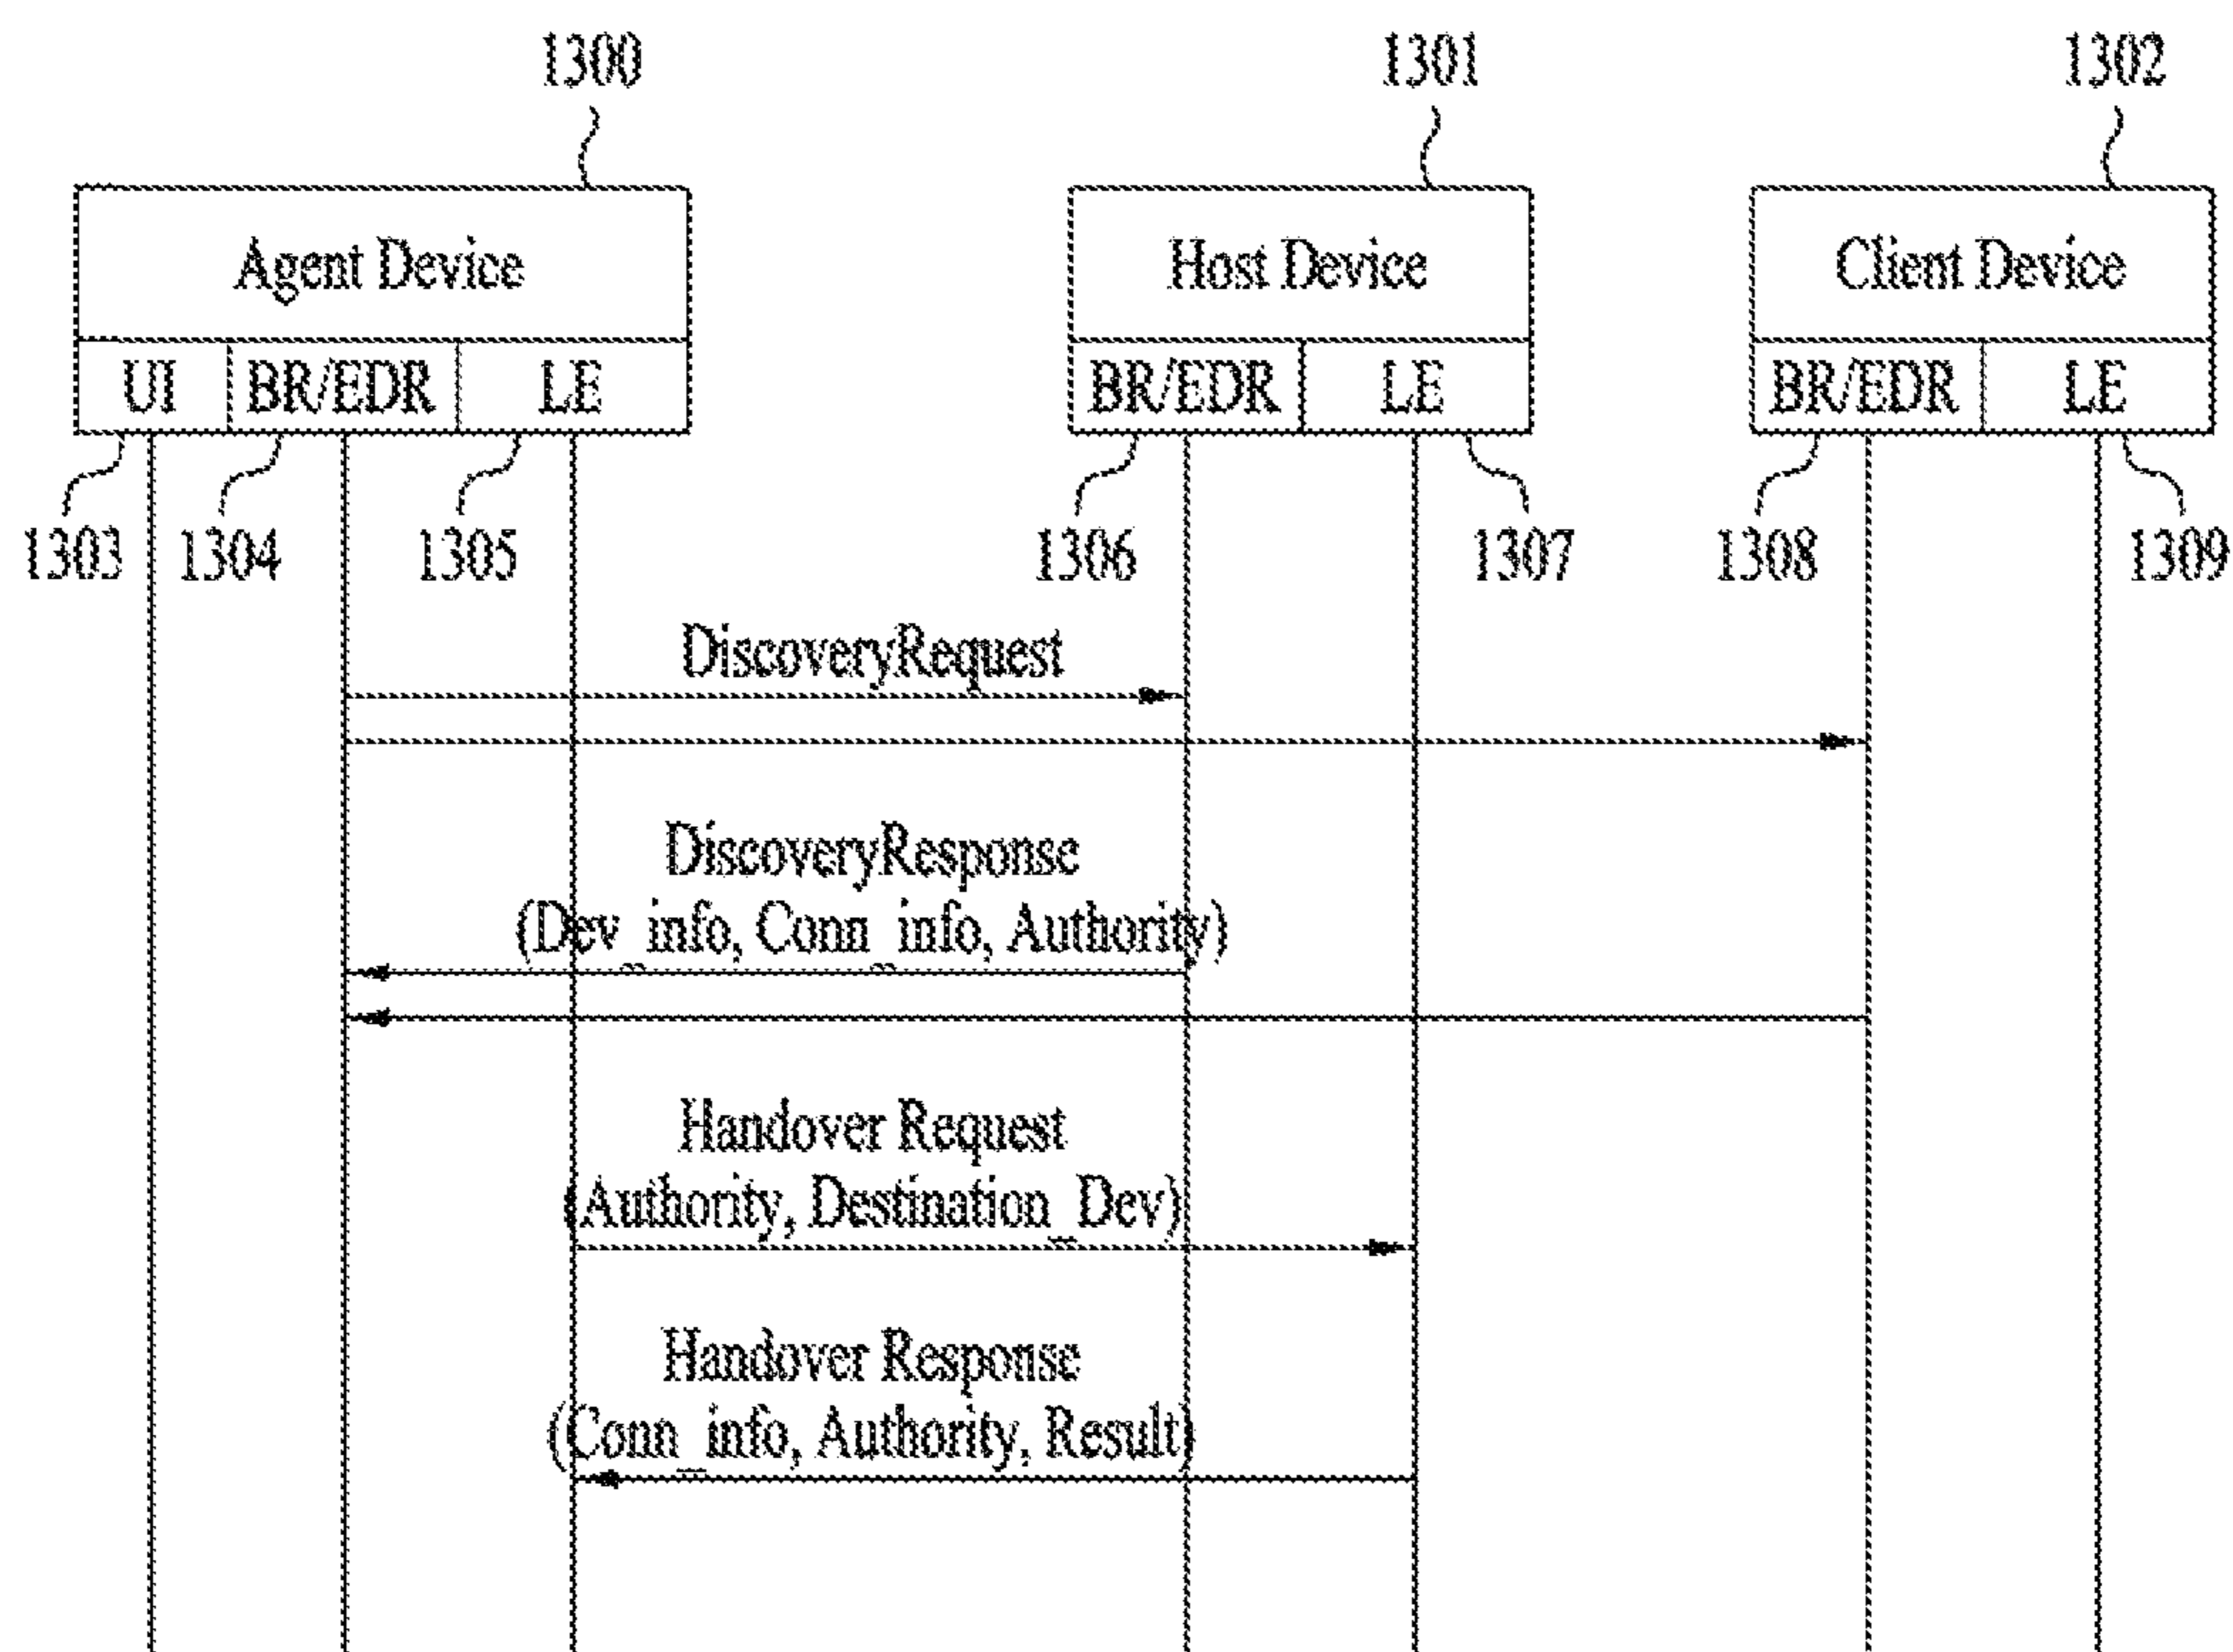 1300
1301
1302
Agent Device
Host Device
Client Device
UI
BR/EDR
LE
BR/EDR
LE
BR/EDR
LE
1303
1304
1305
1306
1307
1308
1309
DiscoveryRequest
DiscoveryResponse
(Dev_info, Conn_info, Authority)
Handover Request
(Authority, Destination_Dev)
Handover Response
(Conn_info, Authority, Result)